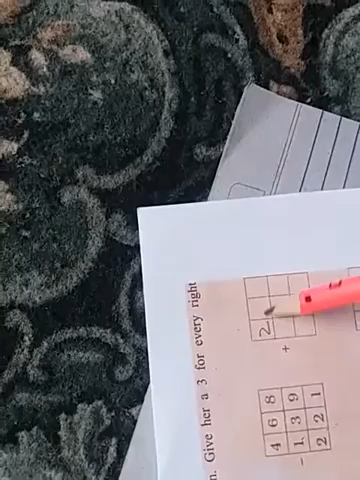 n. Give her a 3 for every right
4 6 8
- 1 3 9
2 2 1
2
+